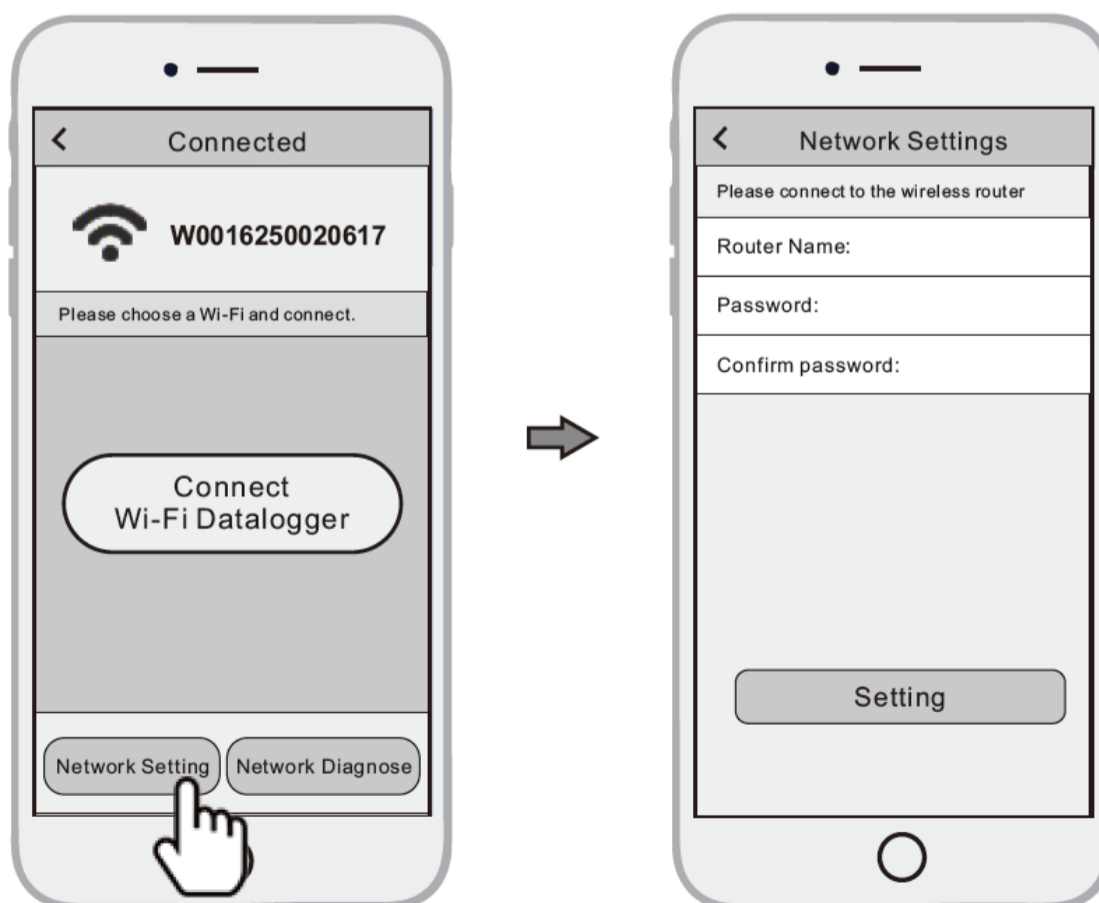 Connected
W0016250020617
Please choose a Wi-Fi and connect.
Connect
Wi-Fi Datalogger
Network Setting
Network Diagnose
Network Settings
Please connect to the wireless router
Router Name:
Password:
Confirm password:
Setting